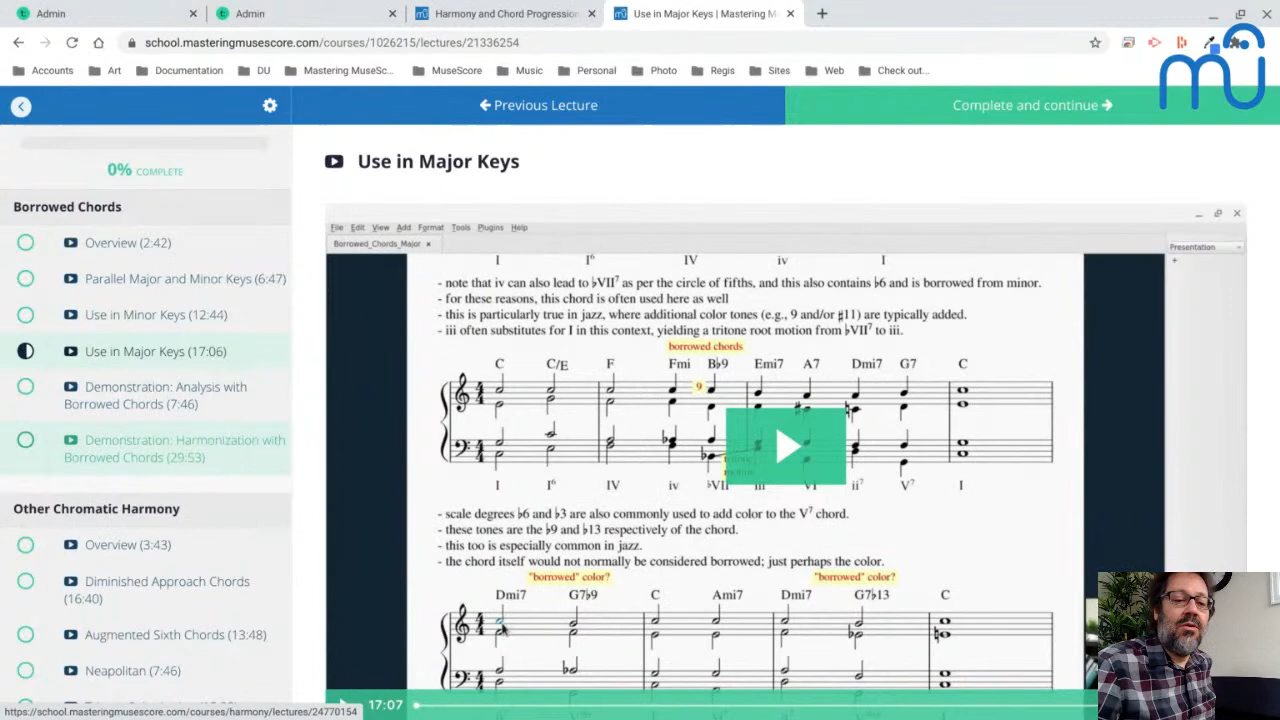 Admin
Admin
Harmony and Chord Progression
Use in Major Keys | Mastering M
school.masteringmusescore.com/courses/1026215/lectures/21336254
Accounts Art Documentation DU Mastering MuseSc... MuseScore Music Personal Photo Regis Sites Web Check out...
Previous Lecture
Complete and continue
0% COMPLETE
Borrowed Chords
Overview (2:42)
Parallel Major and Minor Keys (6:47)
Use in Minor Keys (12:44)
Use in Major Keys (17:06)
Demonstration: Analysis with
Borrowed Chords (7:46)
Demonstration: Harmonization with
Borrowed Chords (29:53)
Other Chromatic Harmony
Overview (3:43)
Diminished Approach Chords
(16:40)
Augmented Sixth Chords (13:48)
Neapolitan (7:46)
https://school.masteringmusescore.com/courses/harmony/lectures/24770154
Use in Major Keys
File Edit View Add Format Tools Plugins Help
Borrowed_Chords_Major
Presentation
I I⁶ IV iv I
- note that iv can also lead to ♭VII⁷ as per the circle of fifths, and this also contains ♭6 and is borrowed from minor.
- for these reasons, this chord is often used here as well
- this is particularly true in jazz, where additional color tones (e.g., 9 and/or ♯11) are typically added.
- iii often substitutes for I in this context, yielding a tritone root motion from ♭VII⁷ to iii.
borrowed chords
C C/E F Fmi B♭9 Emi7 A7 Dmi7 G7 C
9
I I⁶ IV iv ♭VII iii VI ii⁷ V⁷ I
- scale degrees ♭6 and ♭3 are also commonly used to add color to the V⁷ chord.
- these tones are the ♭9 and ♭13 respectively of the chord.
- this too is especially common in jazz.
- the chord itself would not normally be considered borrowed; just perhaps the color.
"borrowed" color? "borrowed" color?
Dmi7 G7♭9 C Ami7 Dmi7 G7♭13 C
17:07